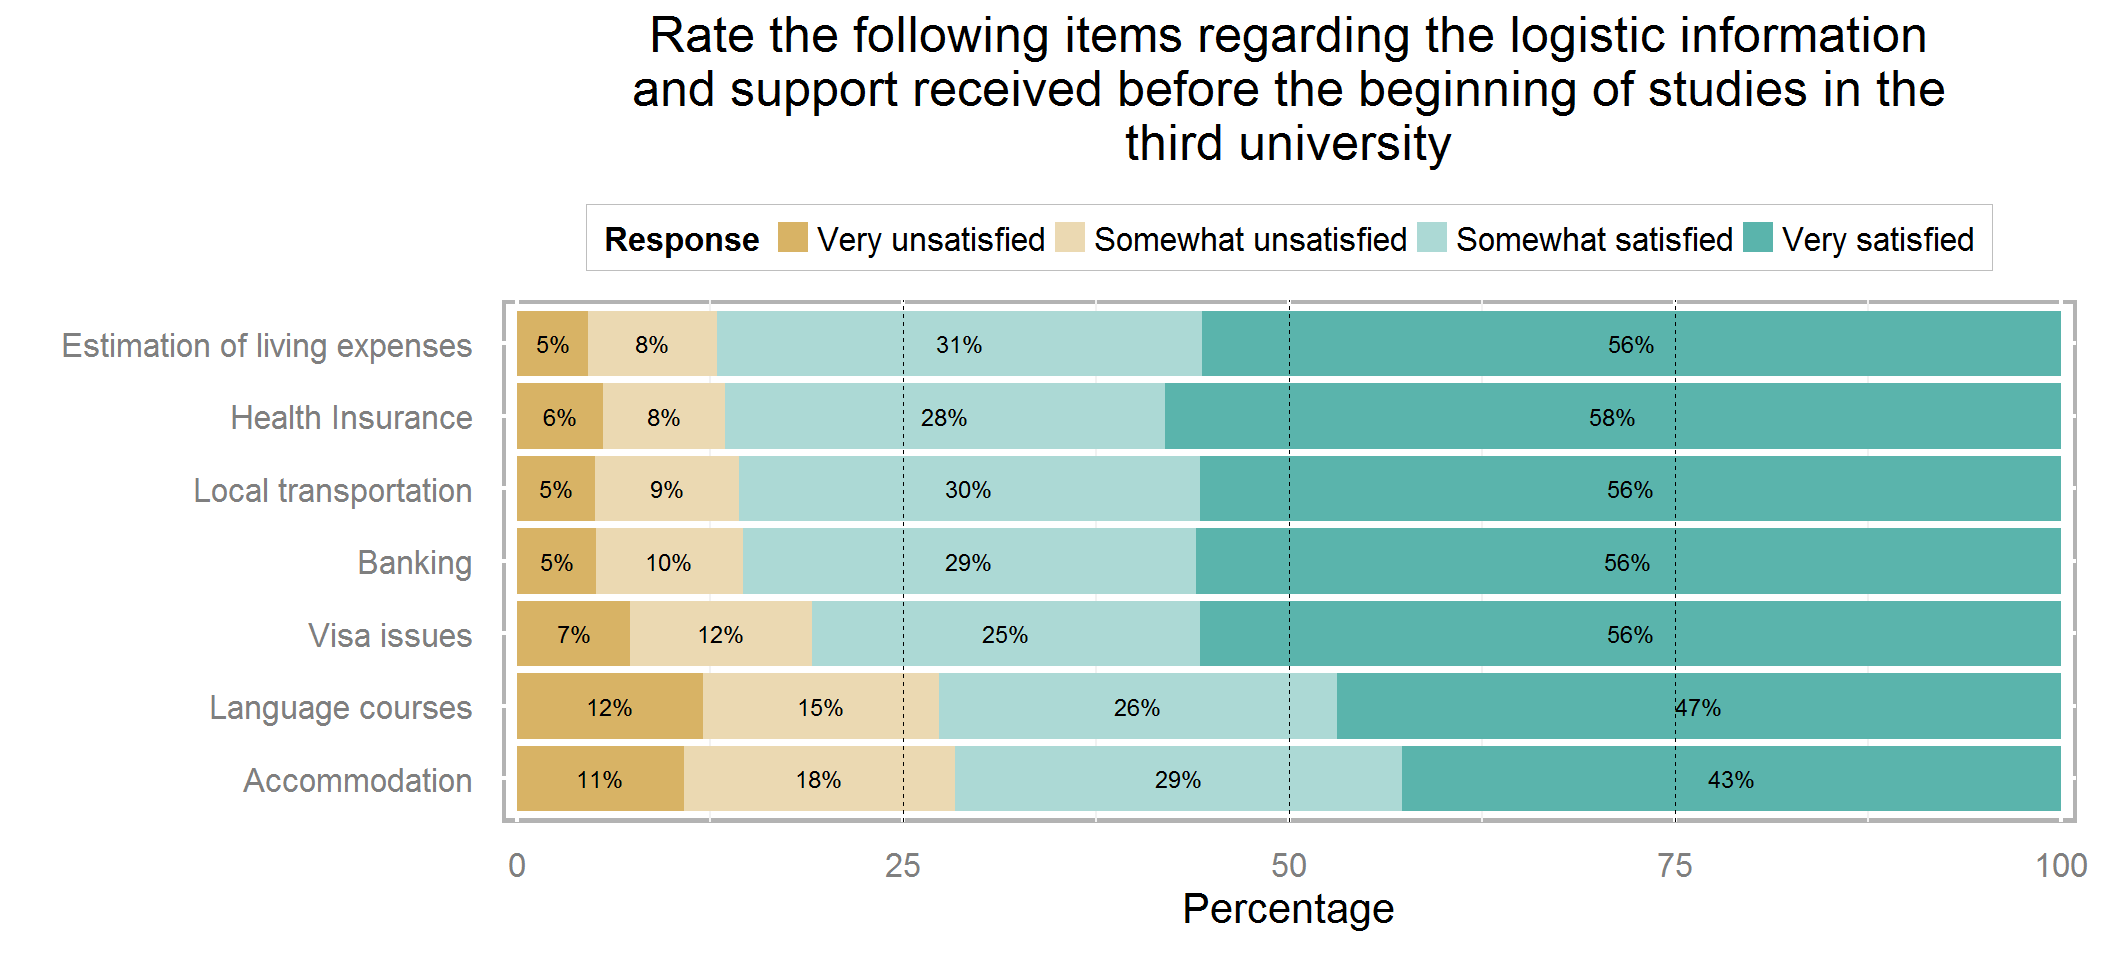 Rate the following items regarding the logistic information
and support received before the beginning of studies in the
third university
Response Very unsatisfied Somewhat unsatisfied Somewhat satisfied Very satisfied
Estimation of living expenses 5% 8% 31% 56%
Health Insurance 6% 8% 28% 58%
Local transportation 5% 9% 30% 56%
Banking 5% 10% 29% 56%
Visa issues 7% 12% 25% 56%
Language courses 12% 15% 26% 47%
Accommodation 11% 18% 29% 43%
0 25 50 75 100
Percentage